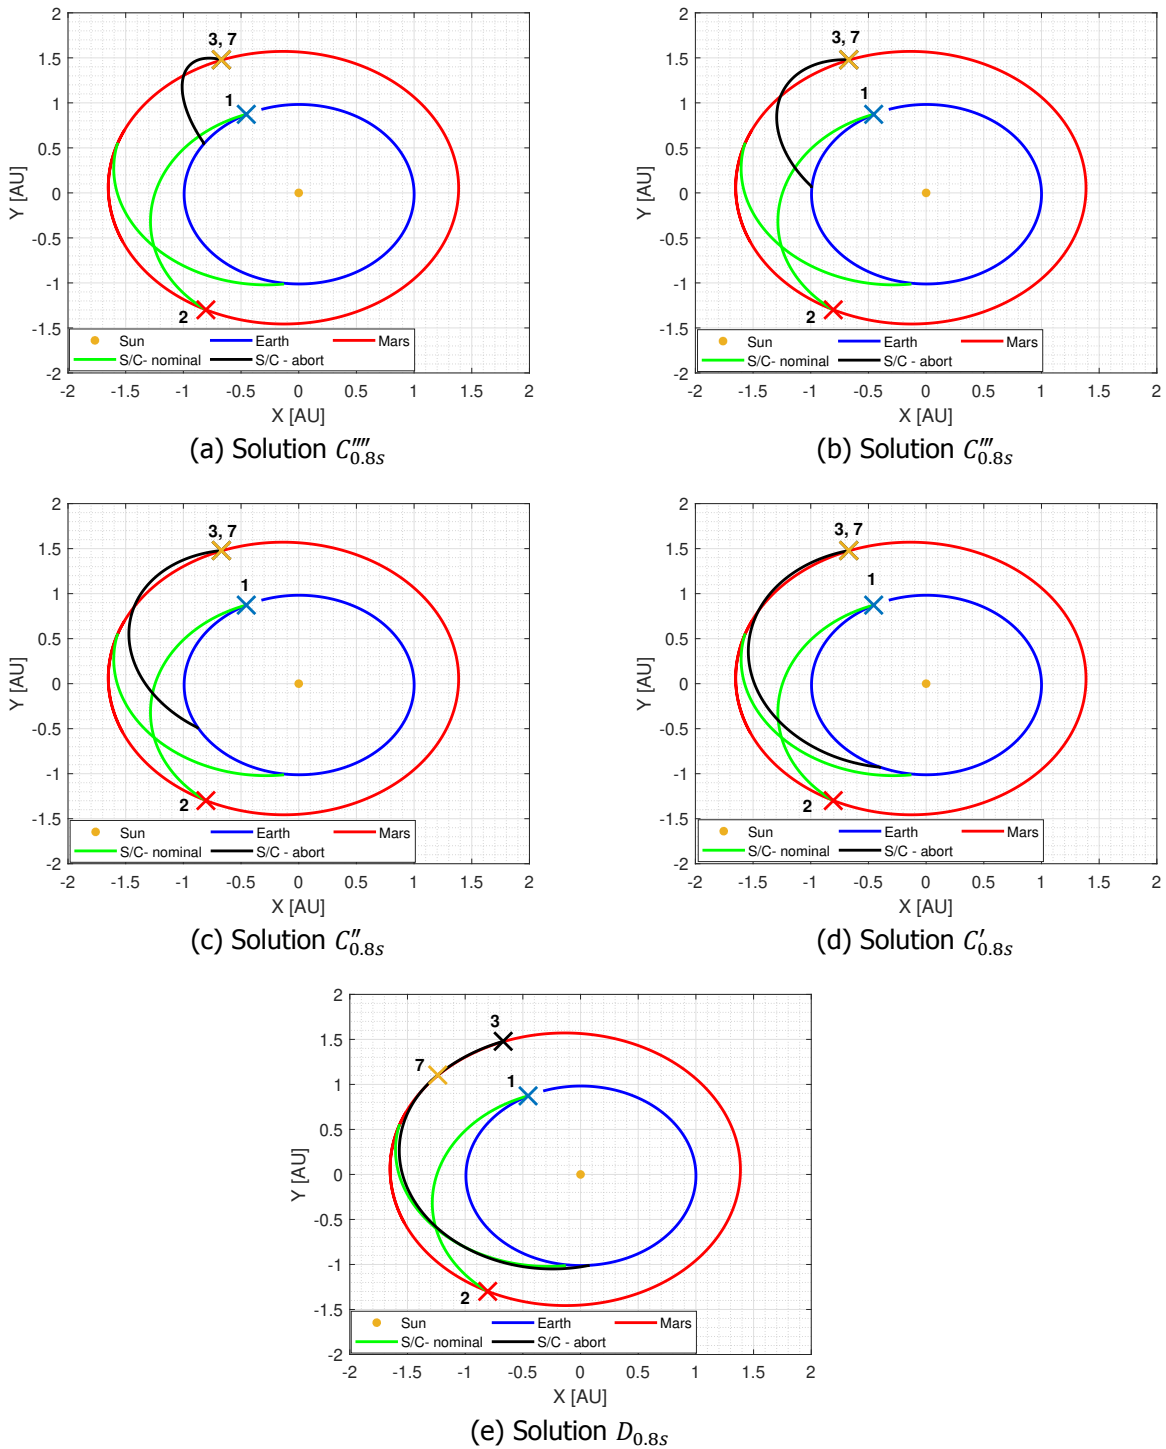 2
1.5
1
0.5
0
-0.5
-1
-1.5
-2
Y [AU]
3, 7
1
2
Sun Earth Mars
S/C- nominal S/C - abort
-2 -1.5 -1 -0.5 0 0.5 1 1.5 2
X [AU]
(a) Solution C''''0.8s
2
1.5
1
0.5
0
-0.5
-1
-1.5
-2
Y [AU]
3, 7
1
2
Sun Earth Mars
S/C- nominal S/C - abort
-2 -1.5 -1 -0.5 0 0.5 1 1.5 2
X [AU]
(b) Solution C'''0.8s
2
1.5
1
0.5
0
-0.5
-1
-1.5
-2
Y [AU]
3, 7
1
2
Sun Earth Mars
S/C- nominal S/C - abort
-2 -1.5 -1 -0.5 0 0.5 1 1.5 2
X [AU]
(c) Solution C''0.8s
2
1.5
1
0.5
0
-0.5
-1
-1.5
-2
Y [AU]
3, 7
1
2
Sun Earth Mars
S/C- nominal S/C - abort
-2 -1.5 -1 -0.5 0 0.5 1 1.5 2
X [AU]
(d) Solution C'0.8s
2
1.5
1
0.5
0
-0.5
-1
-1.5
-2
Y [AU]
3
7
1
2
Sun Earth Mars
S/C- nominal S/C - abort
-2 -1.5 -1 -0.5 0 0.5 1 1.5 2
X [AU]
(e) Solution D0.8s